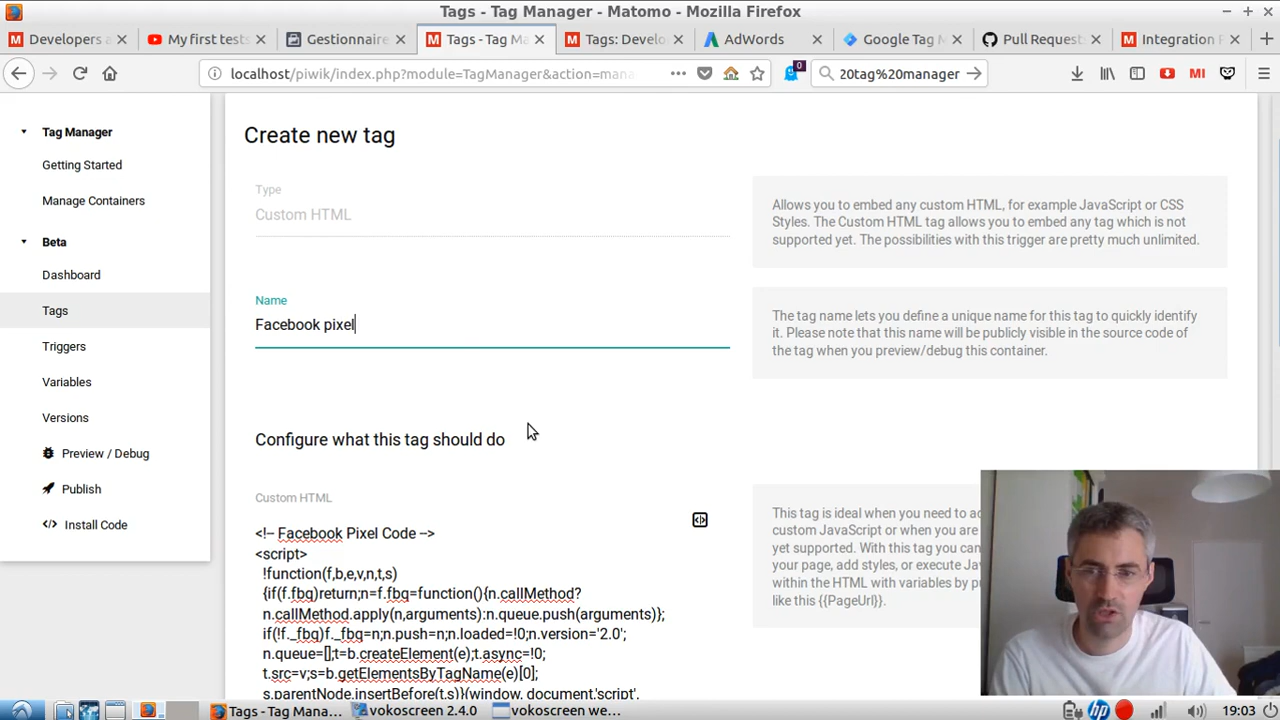 Tags - Tag Manager - Matomo - Mozilla Firefox
Developers a
My first tests
Gestionnaire
Tags - Tag Ma
Tags: Develo
AdWords
Google Tag M
Pull Request
Integration
localhost/piwik/index.php?module=TagManager&action=mana
20tag%20manager
0
MI
Tag Manager
Getting Started
Manage Containers
Beta
Dashboard
Tags
Triggers
Variables
Versions
Preview / Debug
Publish
Install Code
Create new tag
Type
Custom HTML
Allows you to embed any custom HTML, for example JavaScript or CSS
Styles. The Custom HTML tag allows you to embed any tag which is not
supported yet. The possibilities with this trigger are pretty much unlimited.
Name
Facebook pixel
The tag name lets you define a unique name for this tag to quickly identify
it. Please note that this name will be publicly visible in the source code of
the tag when you preview/debug this container.
Configure what this tag should do
Custom HTML
<!-- Facebook Pixel Code -->
<script>
!function(f,b,e,v,n,t,s)
{if(f.fbq)return;n=f.fbq=function(){n.callMethod?
n.callMethod.apply(n,arguments):n.queue.push(arguments)};
if(!f._fbq)f._fbq=n;n.push=n;n.loaded=!0;n.version='2.0';
n.queue=[];t=b.createElement(e);t.async=!0;
t.src=v;s=b.getElementsByTagName(e)[0];
s.parentNode.insertBefore(t,s)}(window, document,'script',
This tag is ideal when you need to ad
custom JavaScript or when you are
yet supported. With this tag you can
your page, add styles, or execute Jav
within the HTML with variables by p
like this {{PageUrl}}.
Tags - Tag Mana...
vokoscreen 2.4.0
vokoscreen we...
hp
19:03